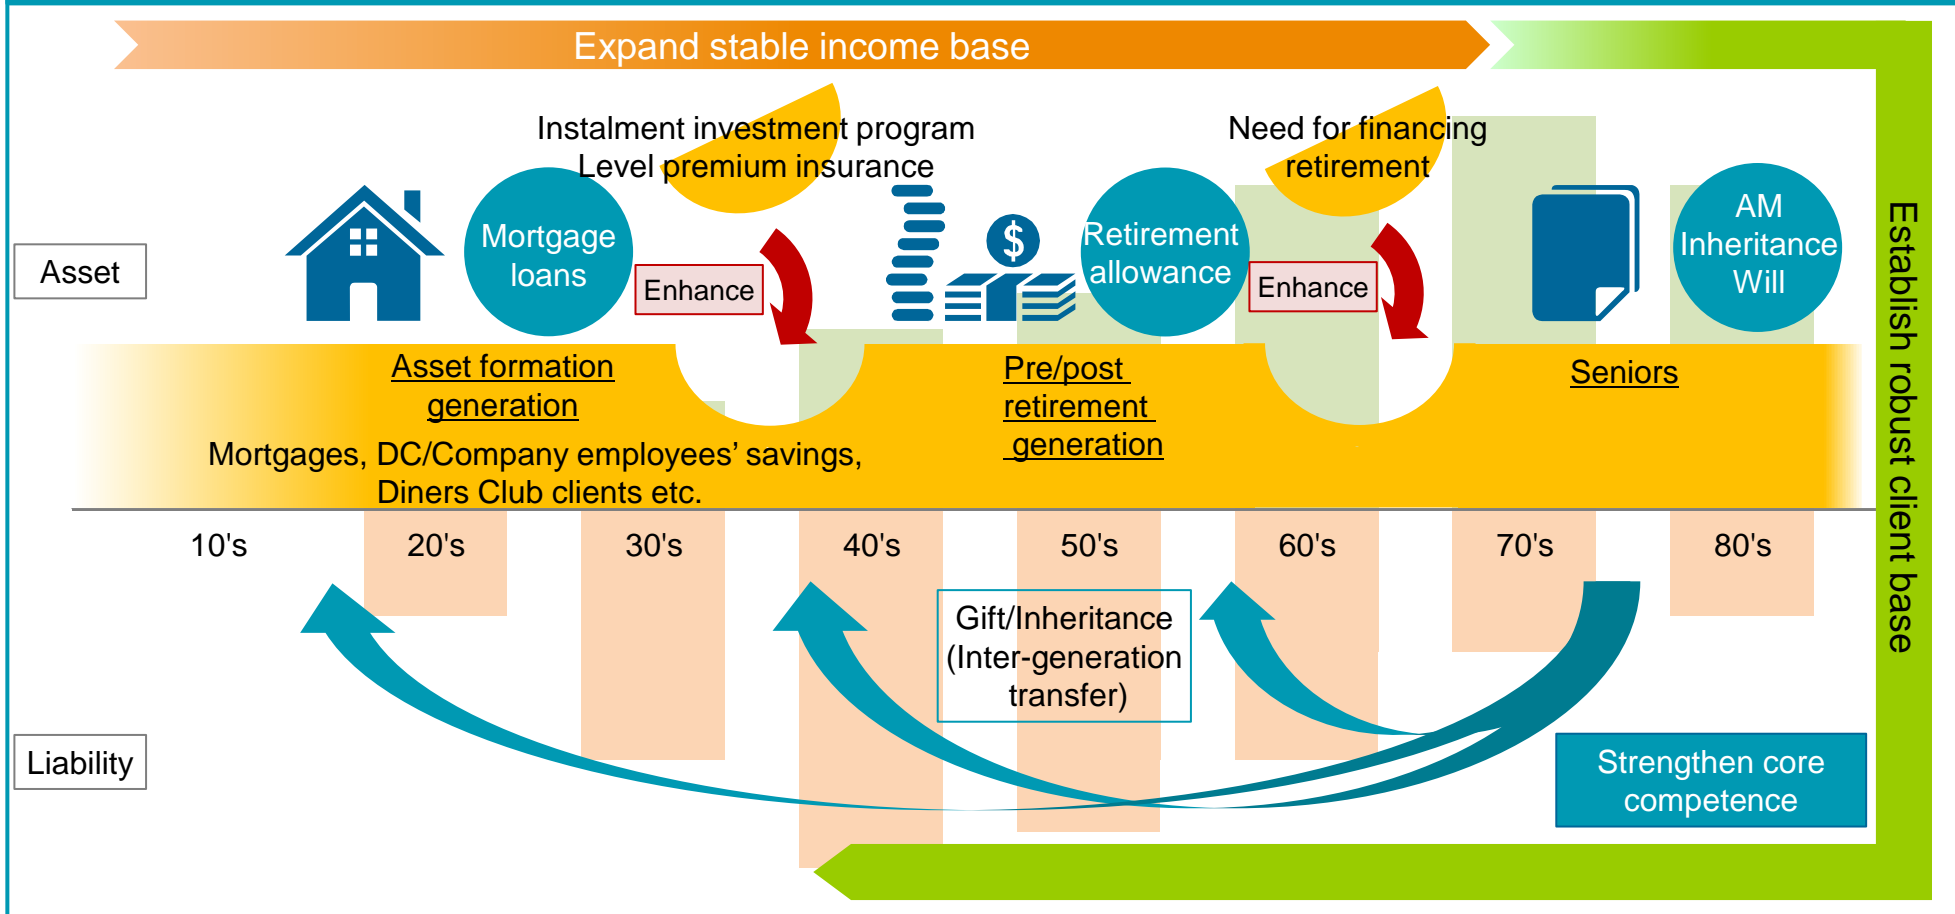 Expand stable income base
Instalment investment program
Level premium insurance
Need for financing
retirement
Asset
Mortgage
loans
Enhance
$
Retirement
allowance
Enhance
AM
Inheritance
Will
Establish robust client base
Asset formation
generation
Pre/post
retirement
generation
Seniors
Mortgages, DC/Company employees’ savings,
Diners Club clients etc.
10's
20's
30's
40's
50's
60's
70's
80's
Gift/Inheritance
(Inter-generation
transfer)
Liability
Strengthen core
competence